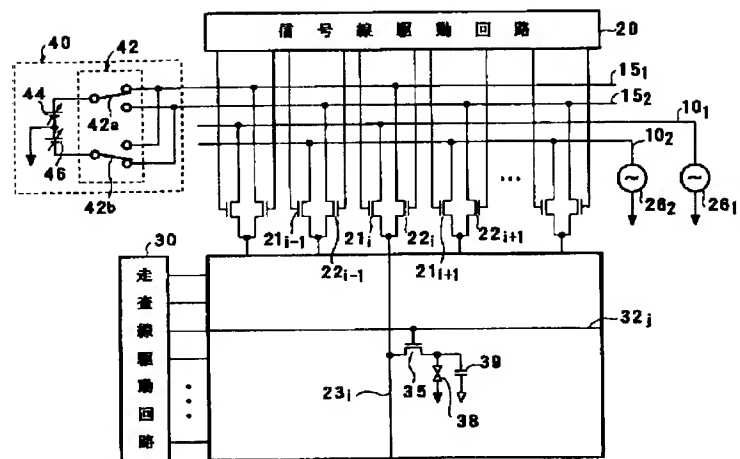 40
42
信号線駆動回路
20
44
42a
15₁
15₂
10₁
10₂
46
42b
~
~
26₂
26₁
...
21ᵢ₋₁
21ᵢ
22ᵢ
22ᵢ₊₁
22ᵢ₋₁
21ᵢ₊₁
30
走査線駆動回路
32ⱼ
35
39
38
23ᵢ